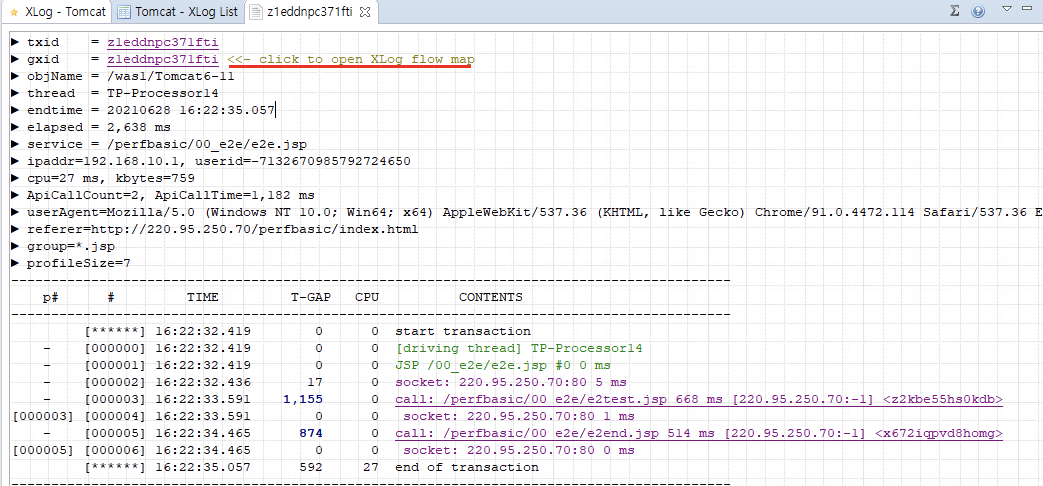 XLog - Tomcat Tomcat - XLog List z1eddnpc371fti
▶ txid    = z1eddnpc371fti
▶ gxid    = z1eddnpc371fti <<- click to open XLog flow map
▶ objName = /was1/Tomcat6-11
▶ thread  = TP-Processor14
▶ endtime = 20210628 16:22:35.057
▶ elapsed = 2,638 ms
▶ service = /perfbasic/00_e2e/e2e.jsp
▶ ipaddr=192.168.10.1, userid=-7132670985792724650
▶ cpu=27 ms, kbytes=759
▶ ApiCallCount=2, ApiCallTime=1,182 ms
▶ userAgent=Mozilla/5.0 (Windows NT 10.0; Win64; x64) AppleWebKit/537.36 (KHTML, like Gecko) Chrome/91.0.4472.114 Safari/537.36 E
▶ referer=http://220.95.250.70/perfbasic/index.html
▶ group=*.jsp
▶ profileSize=7
------------------------------------------------------------------------------------------
p# # TIME T-GAP CPU CONTENTS
------------------------------------------------------------------------------------------
[******] 16:22:32.419 0 0 start transaction
- [000000] 16:22:32.419 0 0 [driving thread] TP-Processor14
- [000001] 16:22:32.419 0 0 JSP /00_e2e/e2e.jsp #0 0 ms
- [000002] 16:22:32.436 17 0 socket: 220.95.250.70:80 5 ms
- [000003] 16:22:33.591 1,155 0 call: /perfbasic/00_e2e/e2test.jsp 668 ms [220.95.250.70:-1] <z2kbe55hs0kdb>
[000003] [000004] 16:22:33.591 0 0 socket: 220.95.250.70:80 1 ms
- [000005] 16:22:34.465 874 0 call: /perfbasic/00_e2e/e2end.jsp 514 ms [220.95.250.70:-1] <x672iqpvd8homg>
[000005] [000006] 16:22:34.465 0 0 socket: 220.95.250.70:80 0 ms
[******] 16:22:35.057 592 27 end of transaction
------------------------------------------------------------------------------------------